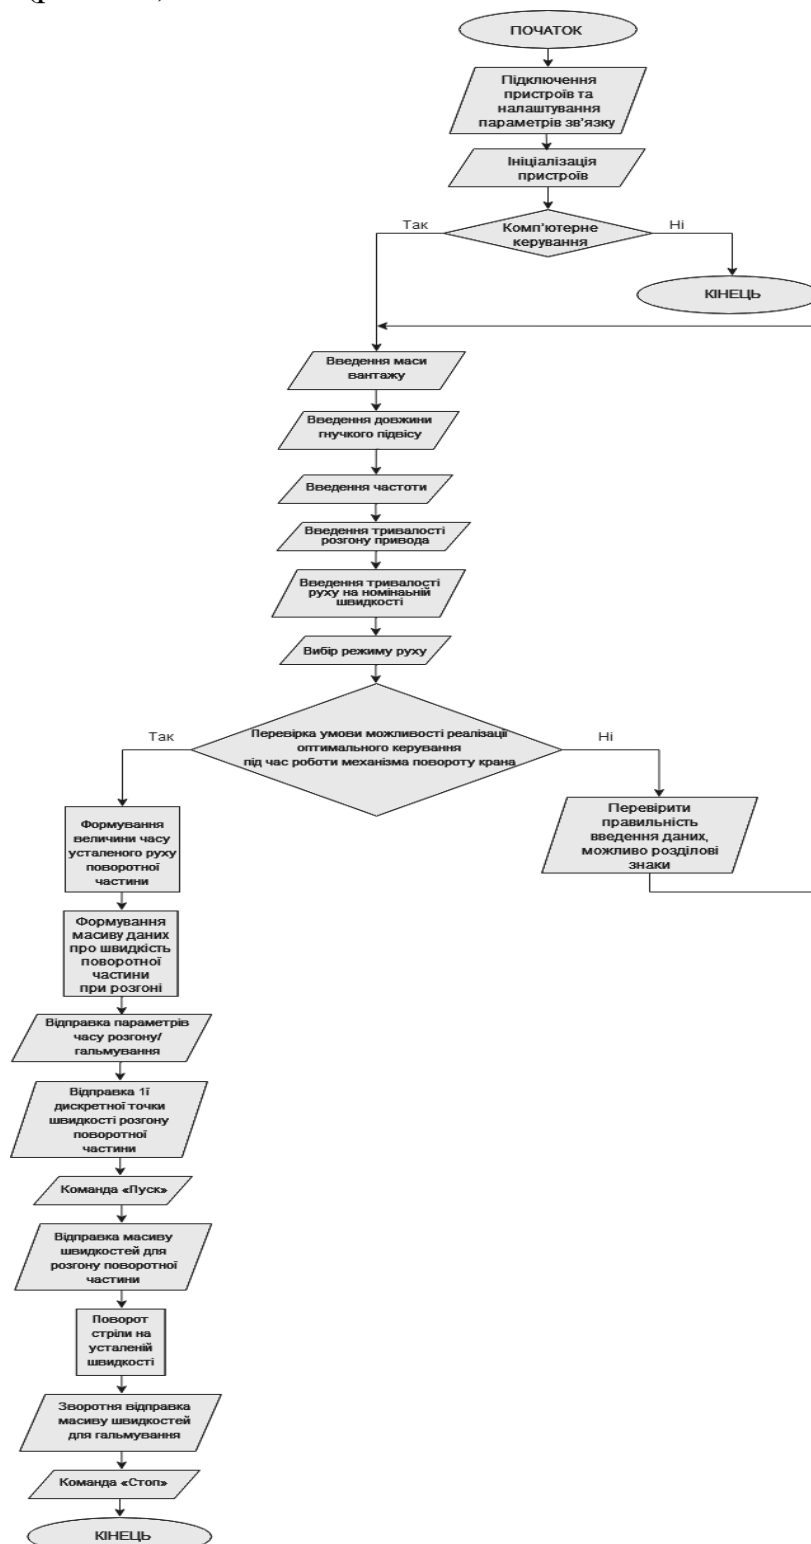 ПОЧАТОК
Підключення
пристроїв та
налаштування
параметрів зв'язку
Ініціалізація
пристроїв
Так
Комп'ютерне
керування
Ні
КІНЕЦЬ
Введення маси
вантажу
Введення довжини
гнучкого підвісу
Введення частоти
Введення тривалості
розгону привода
Введення тривалості
руху на номінальній
швидкості
Вибір режиму руху
Так
Перевірка умови можливості реалізації
оптимального керування
під час роботи механізма повороту крана
Ні
Формування
величини часу
усталеного руху
поворотної
частини
Перевірити
правильність
введення даних,
можливо розділові
знаки
Формування
масиву даних
про швидкість
поворотної
частини
при розгоні
Відправка параметрів
часу розгону/
гальмування
Відправка 1ї
дискретної точки
швидкості розгону
поворотної
частини
Команда «Пуск»
Відправка масиву
швидкостей для
розгону поворотної
частини
Поворот
стріли на
усталеній
швидкості
Зворотня відправка
масиву швидкостей
для гальмування
Команда «Стоп»
КІНЕЦЬ